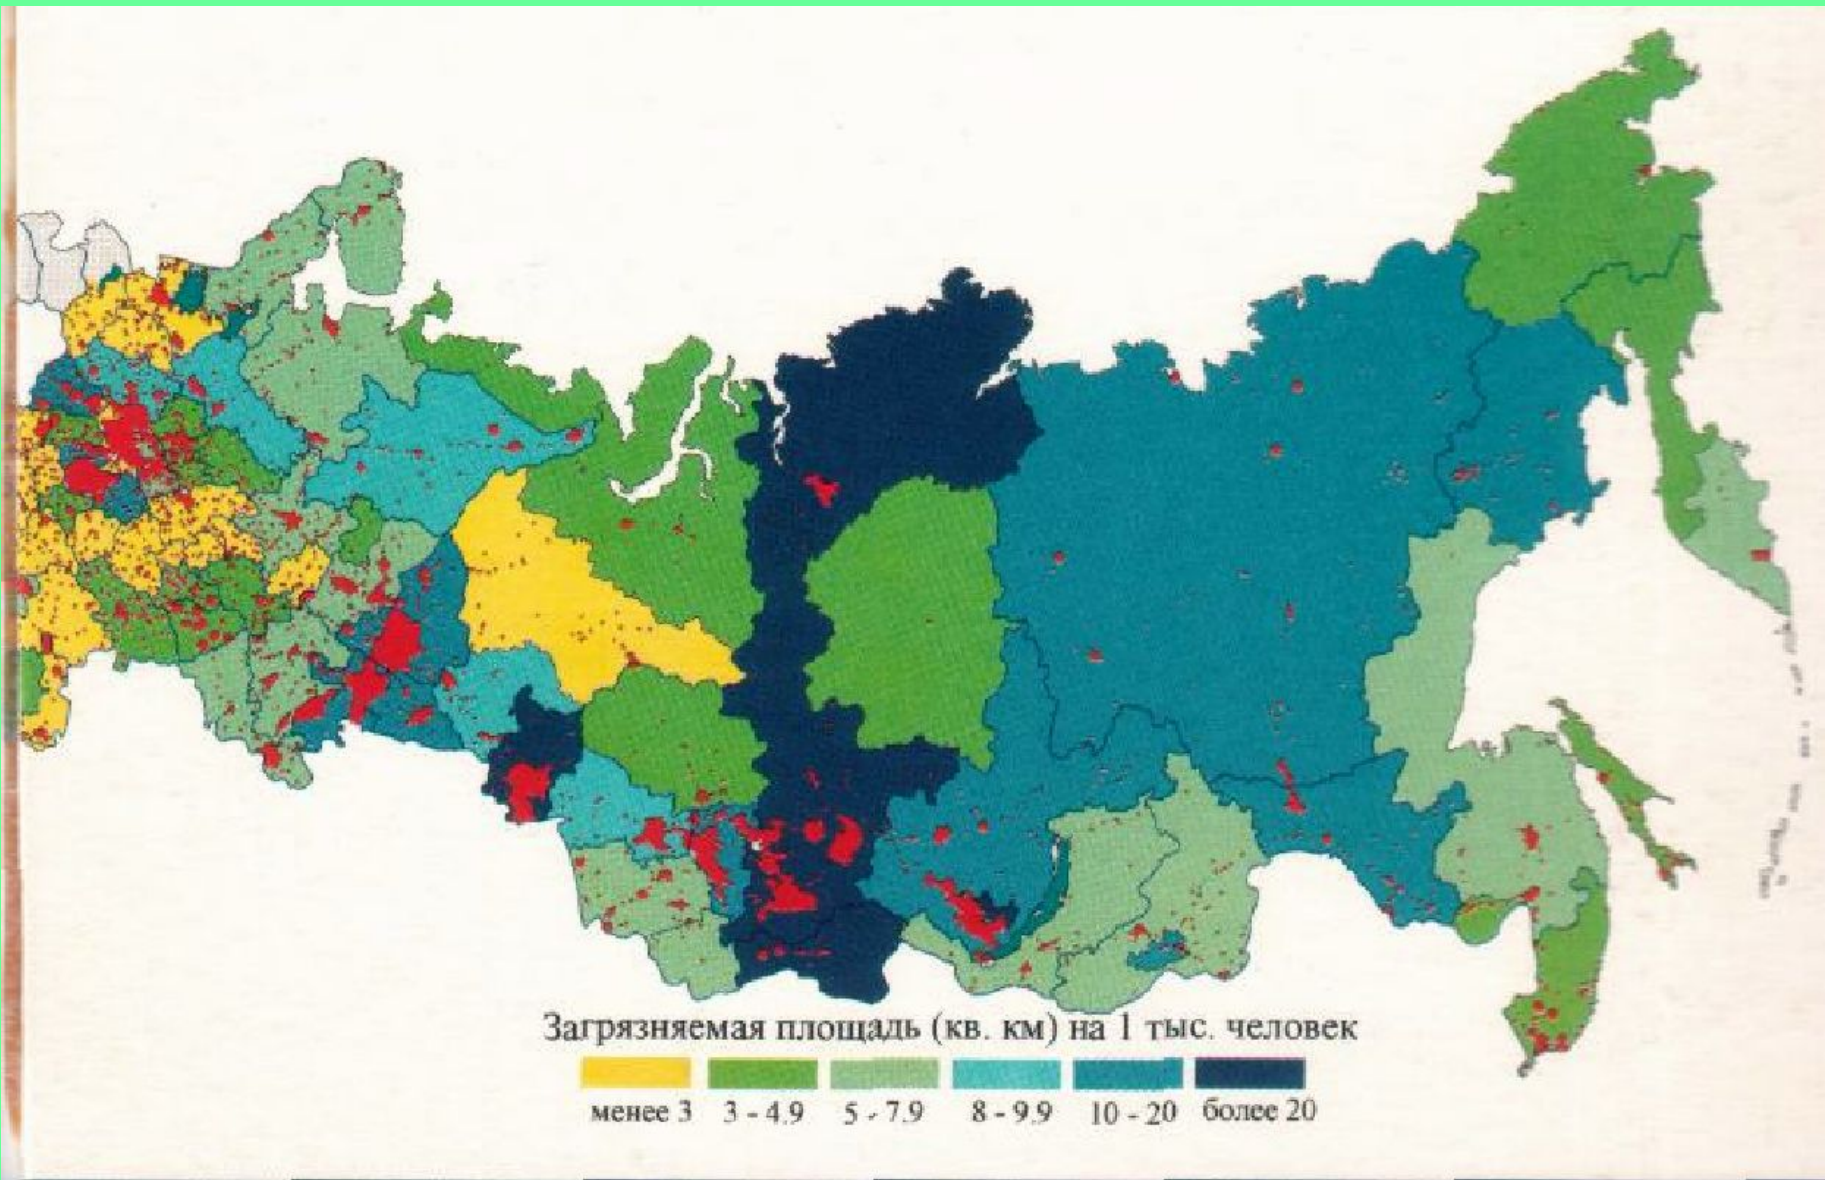 Загрязняемая площадь (кв. км) на 1 тыс. человек
менее 3 3 - 4.9 5 - 7.9 8 - 9.9 10 - 20 более 20